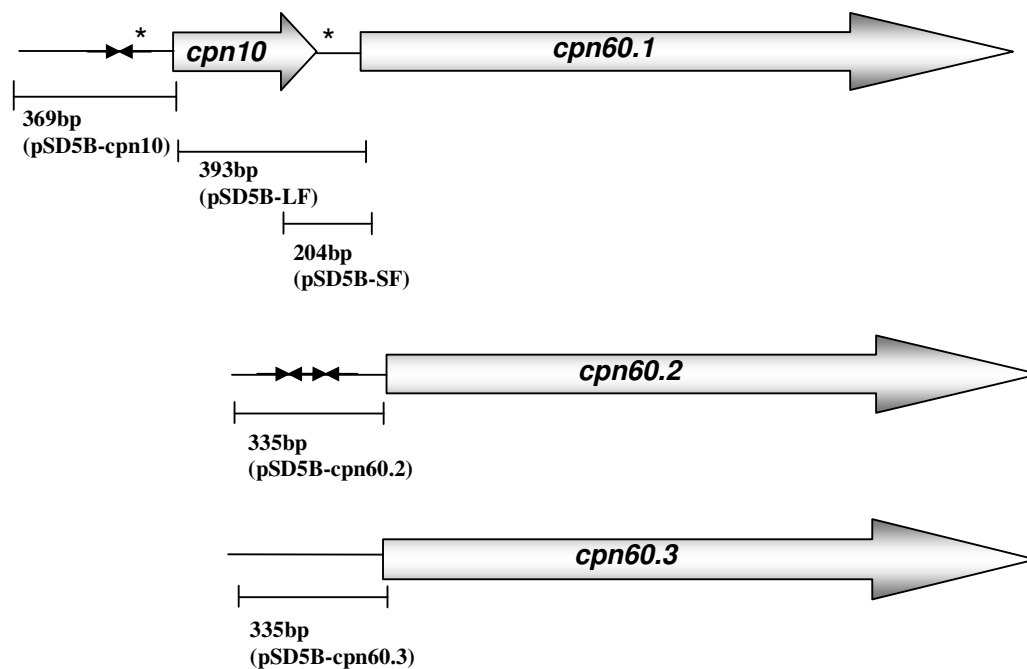 * *
cpn10 cpn60.1
369bp
(pSD5B-cpn10)
393bp
(pSD5B-LF)
204bp
(pSD5B-SF)
cpn60.2
335bp
(pSD5B-cpn60.2)
cpn60.3
335bp
(pSD5B-cpn60.3)